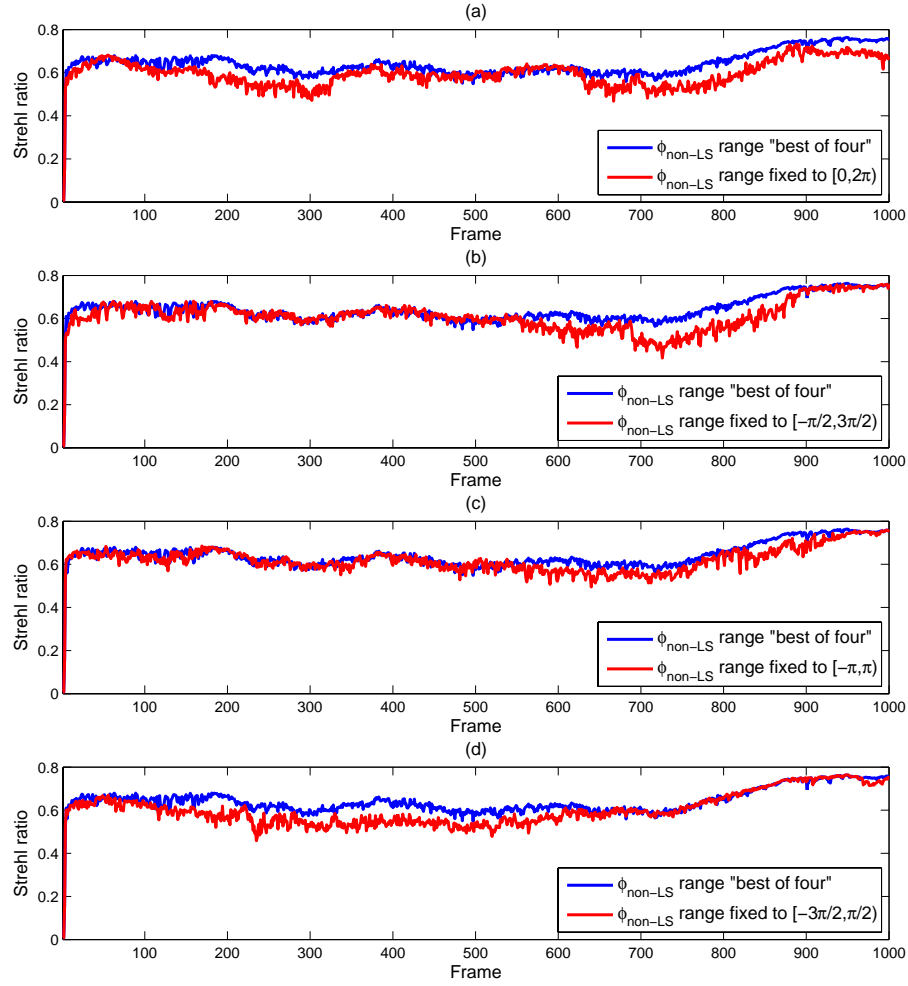 (a)
0.8
0.6
0.4
0.2
0
Strehl ratio
ϕnon−LS range "best of four"
ϕnon−LS range fixed to [0,2π)
100 200 300 400 500 600 700 800 900 1000
Frame
(b)
0.8
0.6
0.4
0.2
0
Strehl ratio
ϕnon−LS range "best of four"
ϕnon−LS range fixed to [−π/2,3π/2)
100 200 300 400 500 600 700 800 900 1000
Frame
(c)
0.8
0.6
0.4
0.2
0
Strehl ratio
ϕnon−LS range "best of four"
ϕnon−LS range fixed to [−π,π)
100 200 300 400 500 600 700 800 900 1000
Frame
(d)
0.8
0.6
0.4
0.2
0
Strehl ratio
ϕnon−LS range "best of four"
ϕnon−LS range fixed to [−3π/2,π/2)
100 200 300 400 500 600 700 800 900 1000
Frame